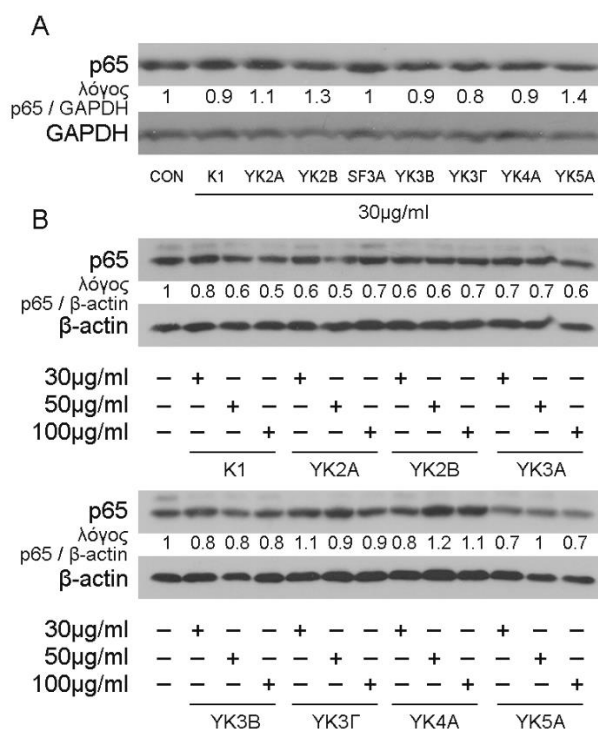 A
p65
λόγος
p65 / GAPDH
1 0.9 1.1 1.3 1 0.9 0.8 0.9 1.4
GAPDH
CON K1 YK2A YK2B SF3A YK3B YK3Γ YK4A YK5A
30μg/ml
B
p65
λόγος
p65 / β-actin
1 0.8 0.6 0.5 0.6 0.5 0.7 0.6 0.6 0.7 0.7 0.7 0.6
β-actin
30μg/ml – + – – + – – + – – + – –
50μg/ml – – + – – + – – + – – + –
100μg/ml – – – + – – + – – + – – +
K1 YK2A YK2B YK3A
p65
λόγος
p65 / β-actin
1 0.8 0.8 0.8 1.1 0.9 0.9 0.8 1.2 1.1 0.7 1 0.7
β-actin
30μg/ml – + – – + – – + – – + – –
50μg/ml – – + – – + – – + – – + –
100μg/ml – – – + – – + – – + – – +
YK3B YK3Γ YK4A YK5A